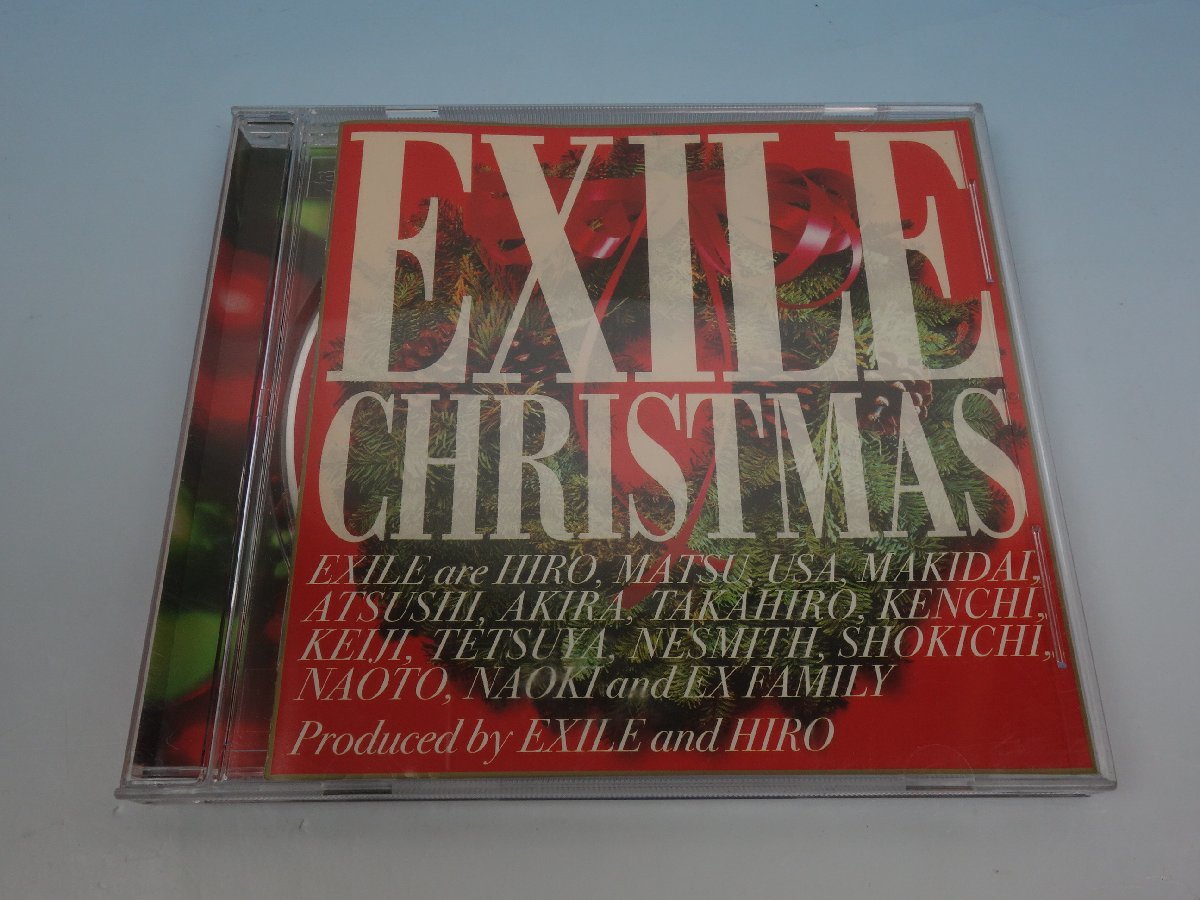 EXILE
CHRISTMAS
EXILE are HIRO, MATSU, USA, MAKIDAI,
ATSUSHI, AKIRA, TAKAHIRO, KENCHI,
KEIJI, TETSUYA, NESMITH, SHOKICHI,
NAOTO, NAOKI and EX FAMILY
Produced by EXILE and HIRO